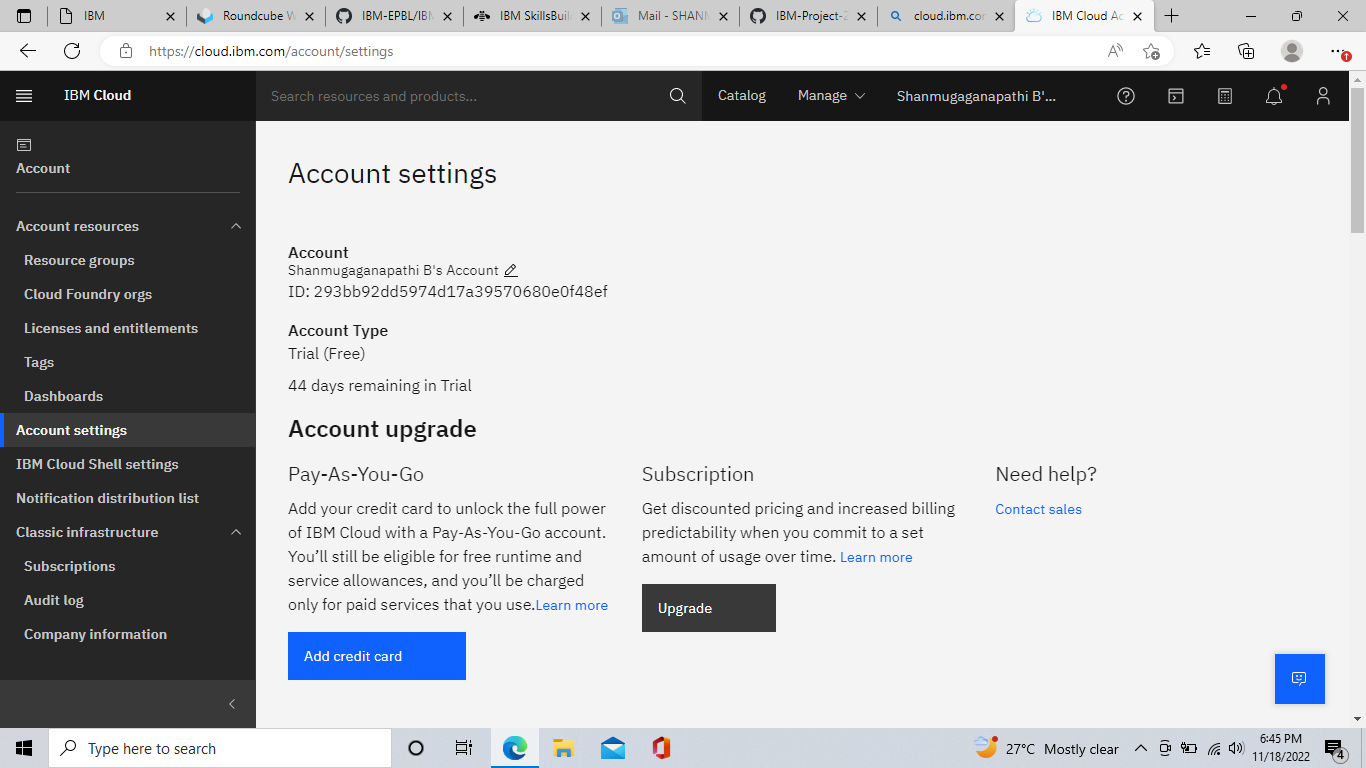 IBM
Roundcube W
IBM-EPBL/IBM
IBM SkillsBuil
Mail - SHANM
IBM-Project-2
cloud.ibm.com
IBM Cloud Ac
https://cloud.ibm.com/account/settings
IBM Cloud
Search resources and products...
Catalog
Manage
Shanmugaganapathi B'...
Account
Account resources
Resource groups
Cloud Foundry orgs
Licenses and entitlements
Tags
Dashboards
Account settings
IBM Cloud Shell settings
Notification distribution list
Classic infrastructure
Subscriptions
Audit log
Company information
Account settings
Account
Shanmugaganapathi B's Account
ID: 293bb92dd5974d17a39570680e0f48ef
Account Type
Trial (Free)
44 days remaining in Trial
Account upgrade
Pay-As-You-Go
Add your credit card to unlock the full power
of IBM Cloud with a Pay-As-You-Go account.
You’ll still be eligible for free runtime and
service allowances, and you’ll be charged
only for paid services that you use.Learn more
Add credit card
Subscription
Get discounted pricing and increased billing
predictability when you commit to a set
amount of usage over time. Learn more
Upgrade
Need help?
Contact sales
Type here to search
27°C Mostly clear
6:45 PM
11/18/2022
4